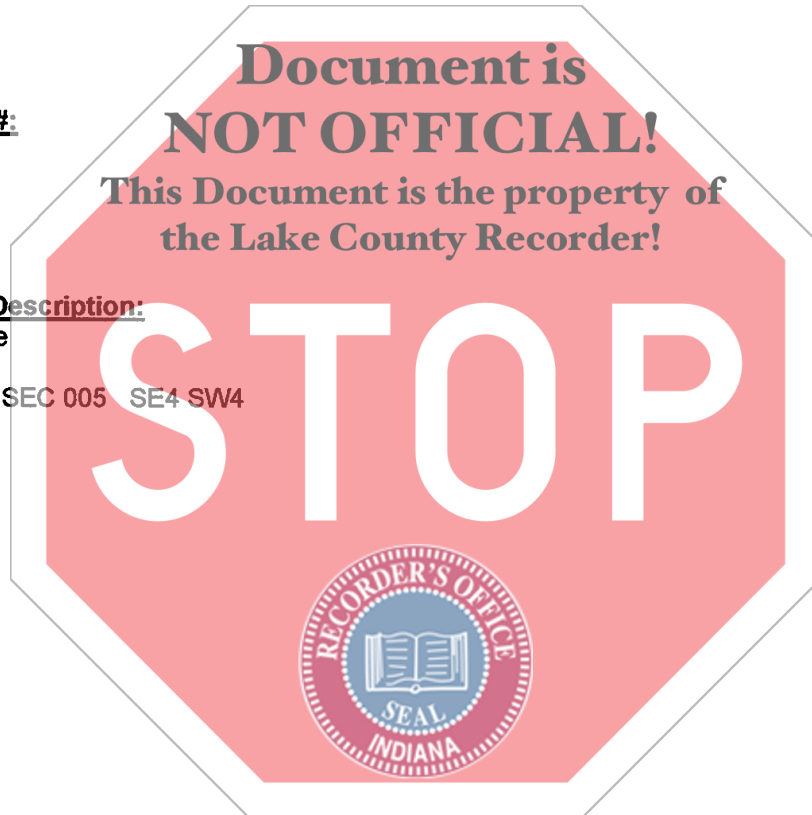 Document is
NOT OFFICIAL!
#:
This Document is the property of
the Lake County Recorder!
Description:
e
SEC 005 SE4 SW4
STOP
RECORDER'S OFFICE
SEAL
INDIANA